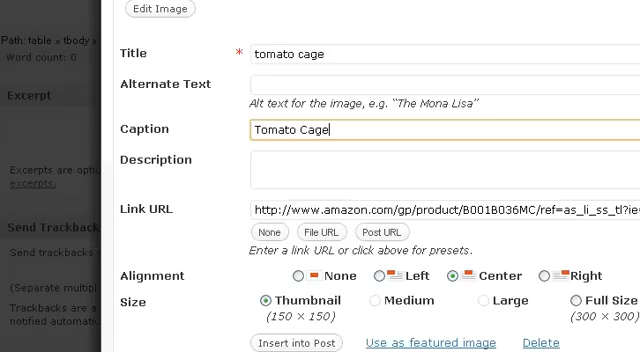 Edit Image
Path: table » tbody »
Word count: 0
Title * tomato cage
Alternate Text
Alt text for the image, e.g. “The Mona Lisa”
Excerpt
Caption Tomato Cage
Description
Excerpts are
excerpts.
Link URL http://www.amazon.com/gp/product/B001B036MC/ref=as_li_ss_tl?ie=
None File URL Post URL
Enter a link URL or click above for presets.
Send Trackback
Send trackbacks
Alignment None Left Center Right
(Separate
Size Thumbnail Medium Large Full Size
(150 × 150) (300 × 300)
Trackbacks are a
notified
Insert into Post Use as featured image Delete